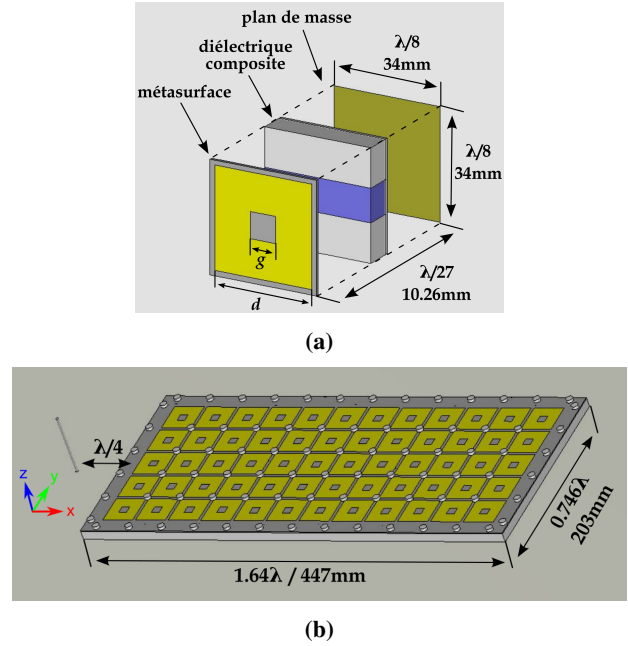 plan de masse
diélectrique
composite
métasurface
λ/8
34mm
λ/8
34mm
g
d
λ/27
10.26mm
(a)
λ/4
z
y
x
0.746λ
203mm
1.64λ / 447mm
(b)